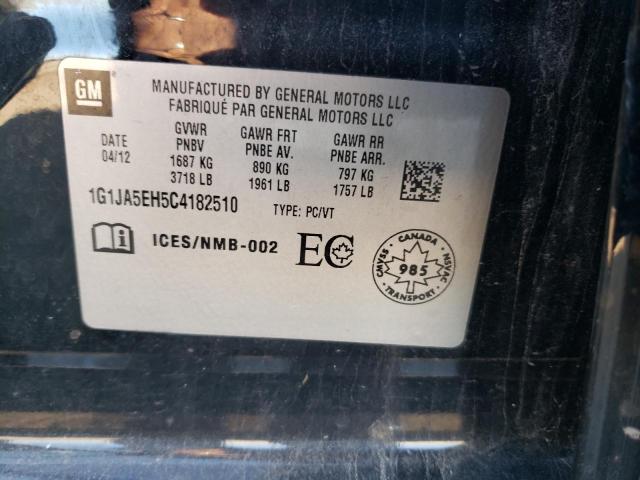 GM
MANUFACTURED BY GENERAL MOTORS LLC
FABRIQUÉ PAR GENERAL MOTORS LLC
DATE GVWR GAWR FRT GAWR RR
04/12 PNBV PNBE AV. PNBE ARR.
1687 KG 890 KG 797 KG
3718 LB 1961 LB 1757 LB
1G1JA5EH5C4182510 TYPE: PC/VT
ICES/NMB-002 EC
CANADA
CMVSS NSVAC
985
TRANSPORT